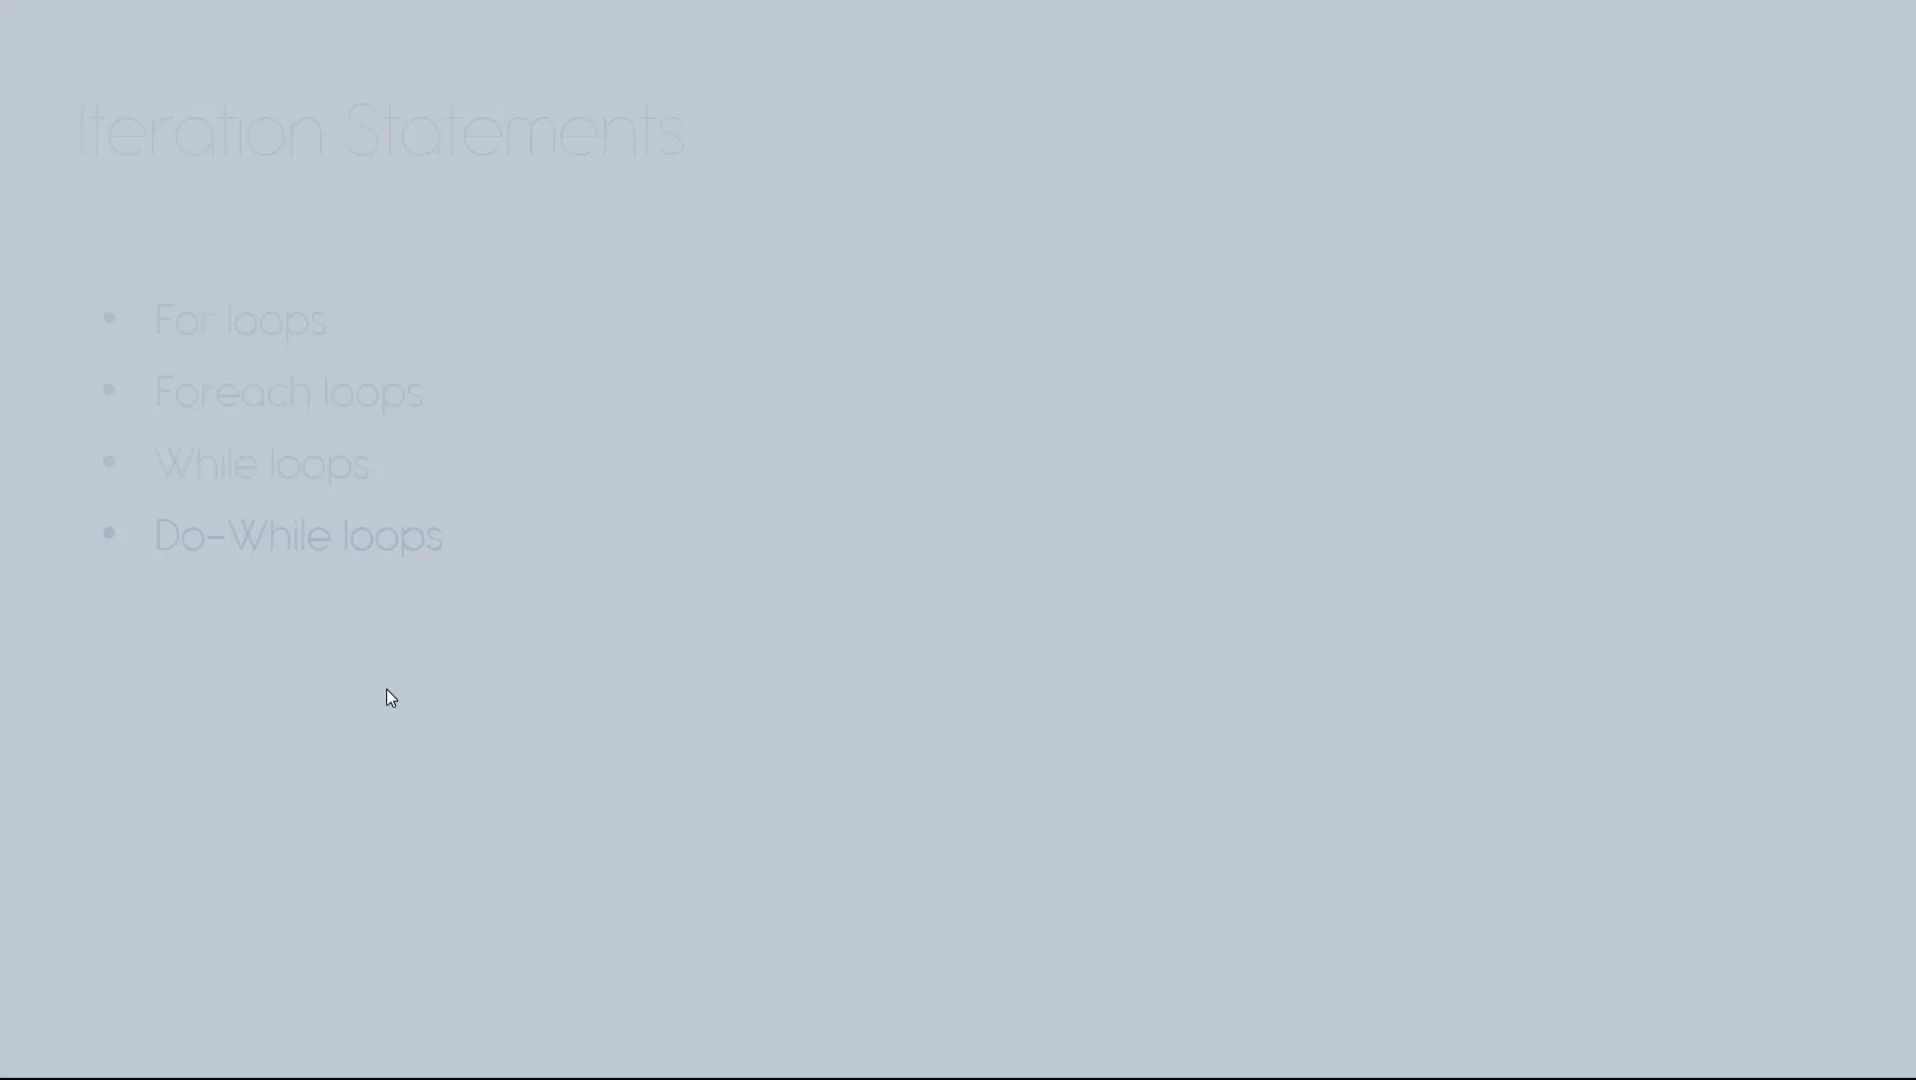 Iteration Statements
• For loops
• Foreach loops
• While loops
• Do-While loops